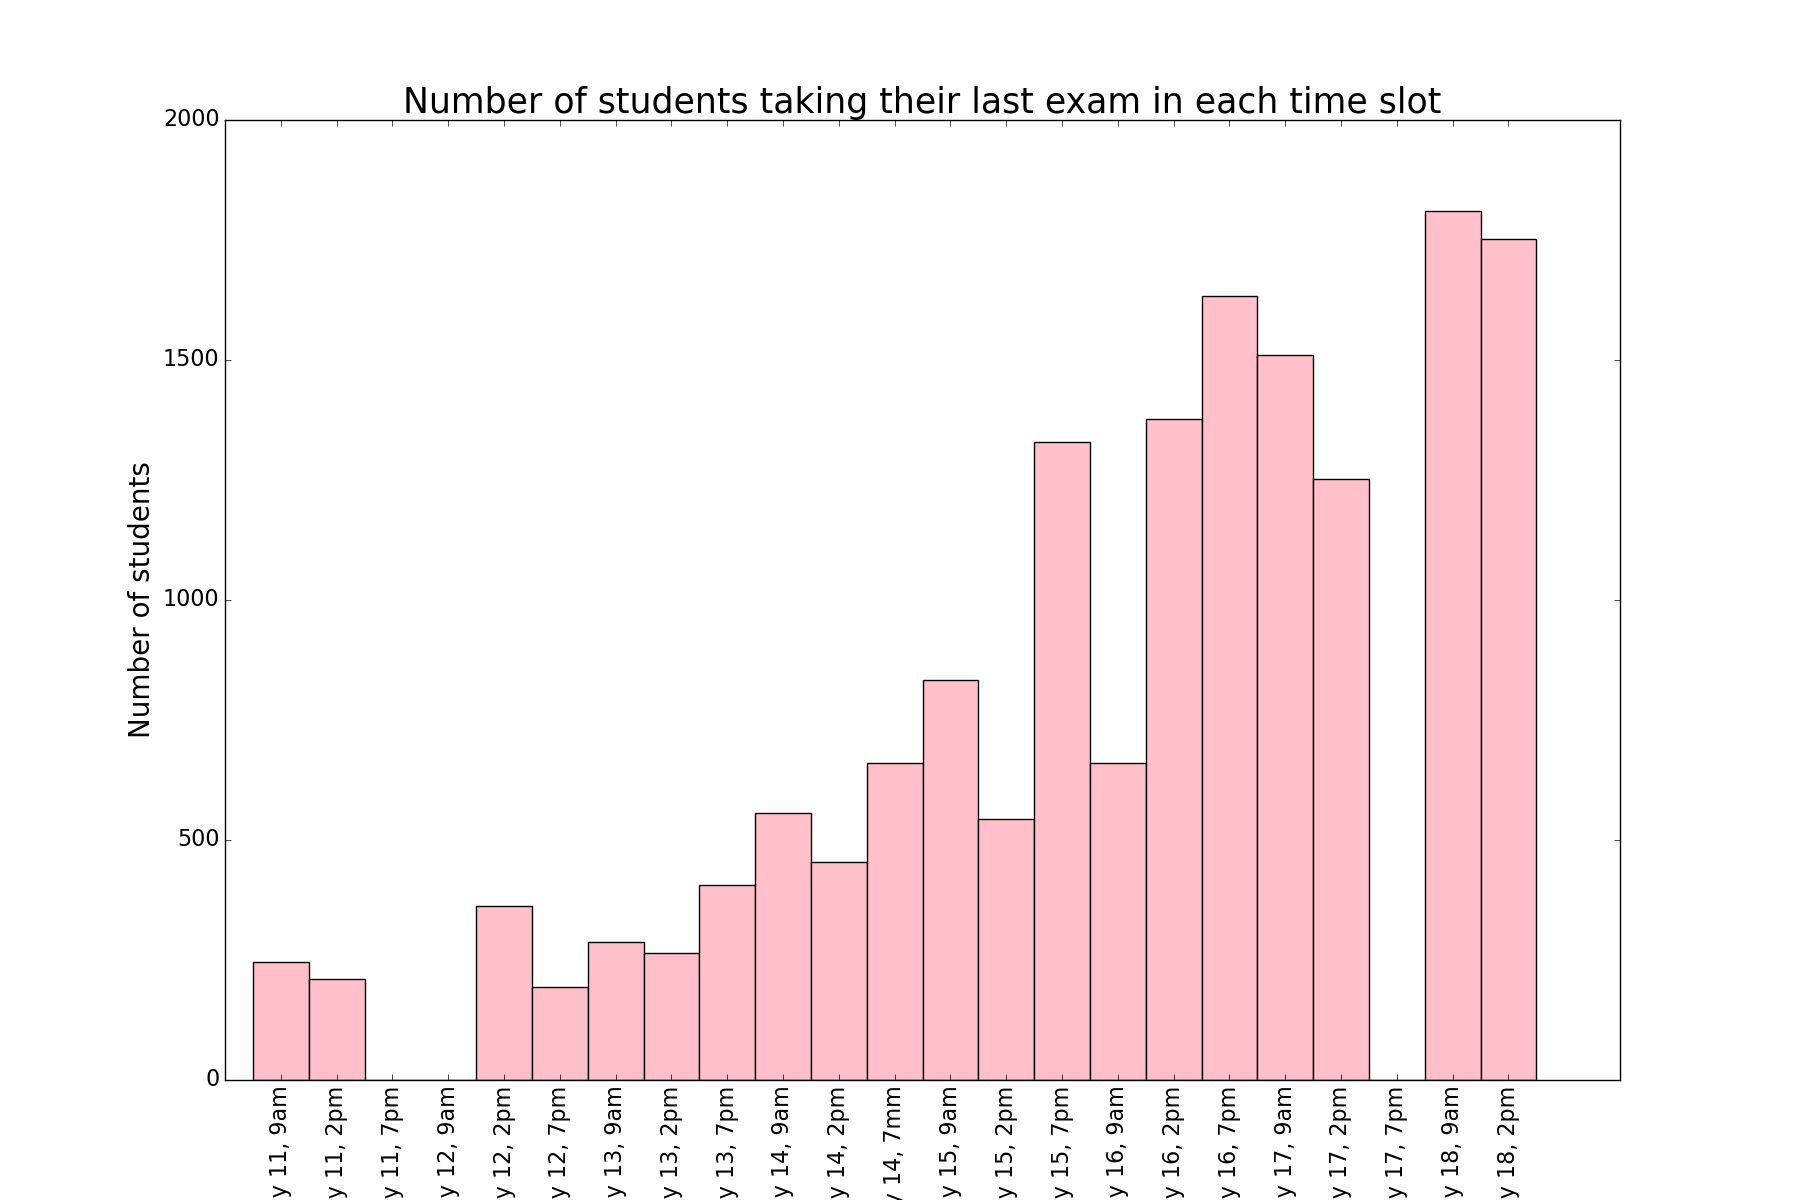 Number of students taking their last exam in each time slot
Number of students
2000
1500
1000
500
0
y 11, 9am
y 11, 2pm
y 11, 7pm
y 12, 9am
y 12, 2pm
y 12, 7pm
y 13, 9am
y 13, 2pm
y 13, 7pm
y 14, 9am
y 14, 2pm
y 14, 7mm
y 15, 9am
y 15, 2pm
y 15, 7pm
y 16, 9am
y 16, 2pm
y 16, 7pm
y 17, 9am
y 17, 2pm
y 17, 7pm
y 18, 9am
y 18, 2pm